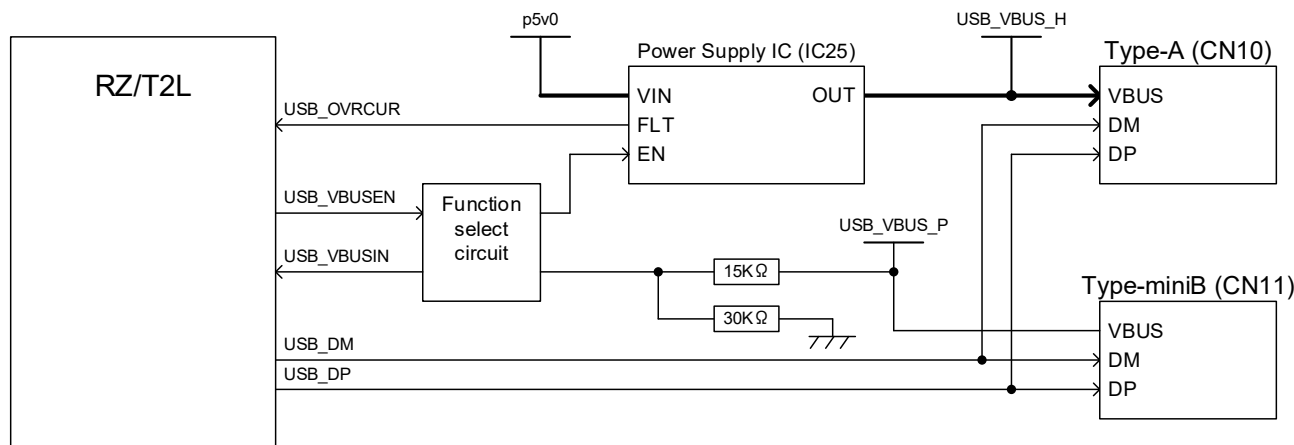 p5v0
USB_VBUS_H
RZ/T2L
Power Supply IC (IC25)
Type-A (CN10)
VIN
OUT
VBUS
USB_OVRCUR
FLT
DM
EN
DP
USB_VBUSEN
Function
select
circuit
USB_VBUS_P
USB_VBUSIN
15KΩ
Type-miniB (CN11)
30KΩ
VBUS
USB_DM
DM
USB_DP
DP